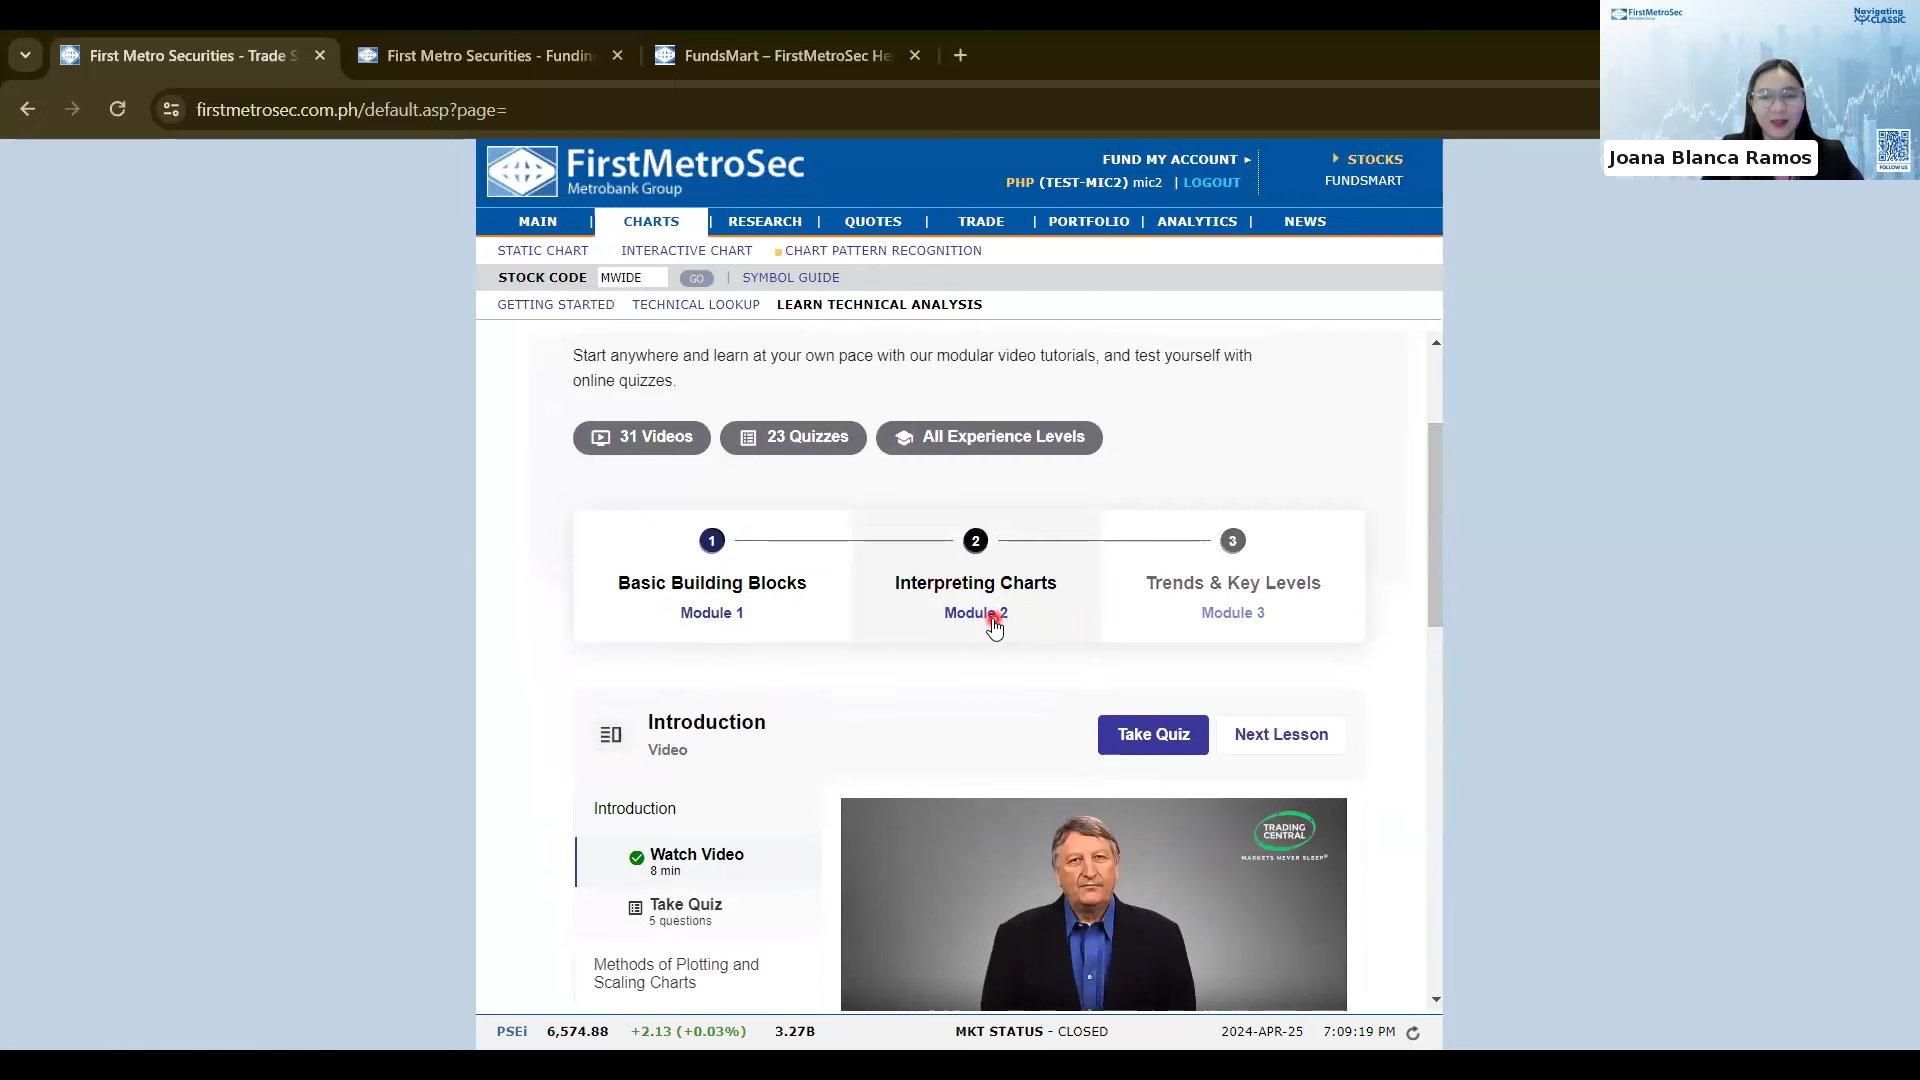 First Metro Securities - Trade S
First Metro Securities - Fundin
FundsMart – FirstMetroSec He
firstmetrosec.com.ph/default.asp?page=
FirstMetroSec
Navigating
CLASSIC
FOLLOW US
Joana Blanca Ramos
FirstMetroSec
Metrobank Group
FUND MY ACCOUNT
STOCKS
PHP (TEST-MIC2) mic2 | LOGOUT
FUNDSMART
MAIN | CHARTS | RESEARCH | QUOTES | TRADE | PORTFOLIO | ANALYTICS | NEWS
STATIC CHART INTERACTIVE CHART CHART PATTERN RECOGNITION
STOCK CODE MWIDE GO | SYMBOL GUIDE
GETTING STARTED TECHNICAL LOOKUP LEARN TECHNICAL ANALYSIS
Start anywhere and learn at your own pace with our modular video tutorials, and test yourself with
online quizzes.
31 Videos 23 Quizzes All Experience Levels
1 2 3
Basic Building Blocks Interpreting Charts Trends & Key Levels
Module 1 Module 2 Module 3
Introduction
Video
Take Quiz Next Lesson
Introduction
Watch Video
8 min
Take Quiz
5 questions
Methods of Plotting and
Scaling Charts
TRADING
CENTRAL
MARKETS NEVER SLEEP®
PSEi 6,574.88 +2.13 (+0.03%) 3.27B MKT STATUS - CLOSED 2024-APR-25 7:09:19 PM